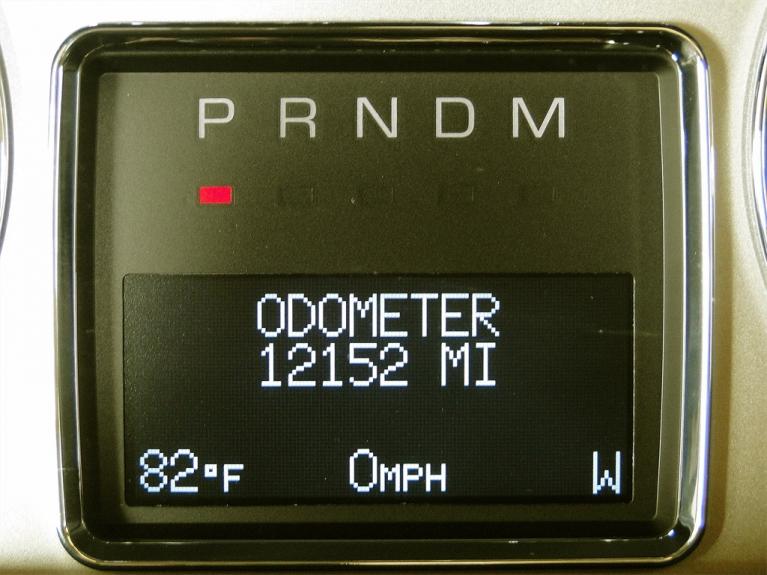 P R N D M
ODOMETER
12152 MI
82°F 0MPH W